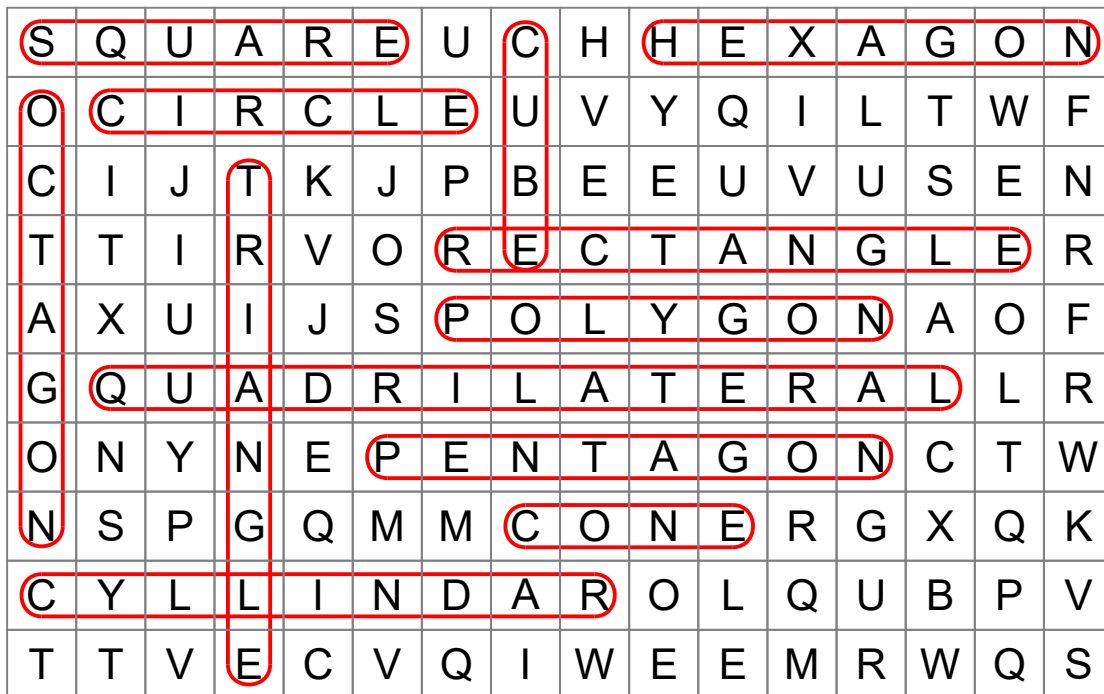 S Q U A R E U C H H E X A G O N
O C I R C L E U V Y Q I L T W F
C I J T K J P B E E U V U S E N
T T I R V O R E C T A N G L E R
A X U I J S P O L Y G O N A O F
G Q U A D R I L A T E R A L L R
O N Y N E P E N T A G O N C T W
N S P G Q M M C O N E R G X Q K
C Y L L I N D A R O L Q U B P V
T T V E C V Q I W E E M R W Q S